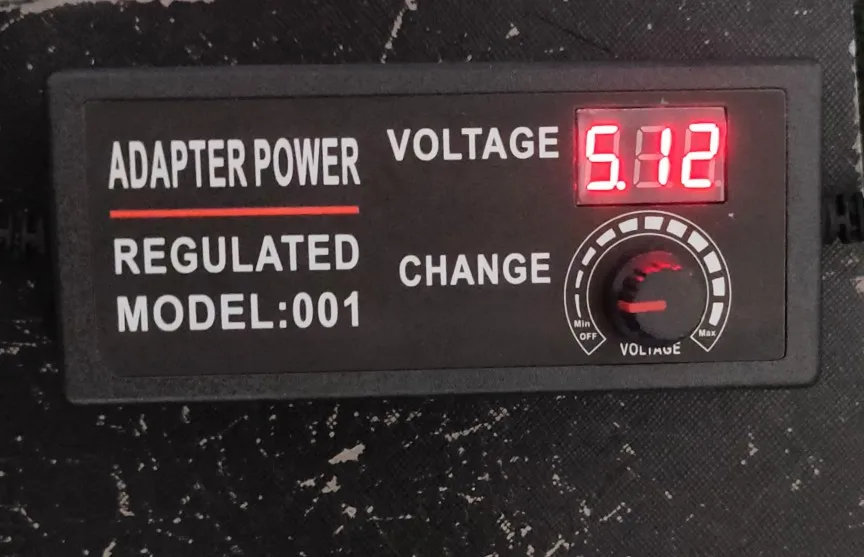 ADAPTER POWER
REGULATED
MODEL:001
VOLTAGE
5.12
CHANGE
Min
OFF
Max
VOLTAGE